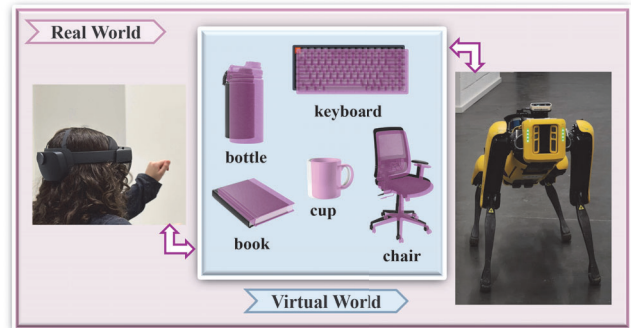 Real World
keyboard
bottle
cup
book
chair
Virtual World